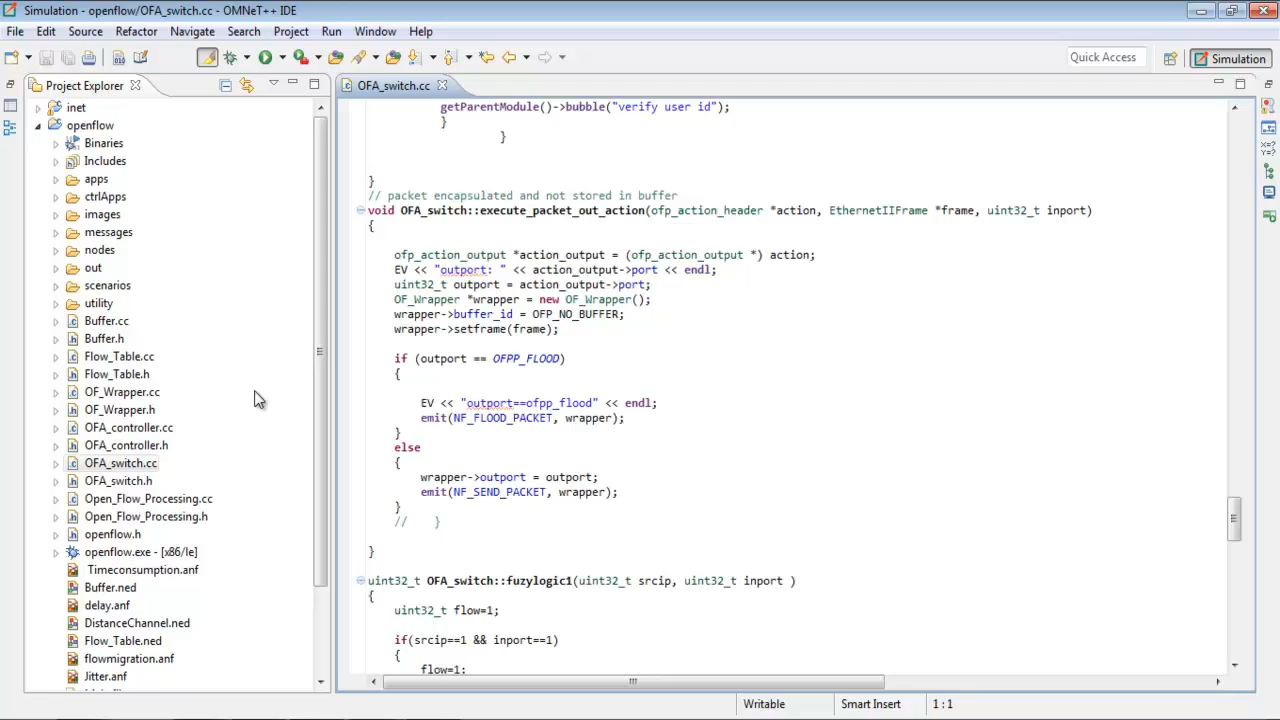 Simulation - openflow/OFA_switch.cc - OMNeT++ IDE
File Edit Source Refactor Navigate Search Project Run Window Help
Quick Access
Simulation
Project Explorer
inet
openflow
Binaries
Includes
apps
ctrlApps
images
messages
nodes
out
scenarios
utility
Buffer.cc
Buffer.h
Flow_Table.cc
Flow_Table.h
OF_Wrapper.cc
OF_Wrapper.h
OFA_controller.cc
OFA_controller.h
OFA_switch.cc
OFA_switch.h
Open_Flow_Processing.cc
Open_Flow_Processing.h
openflow.h
openflow.exe - [x86/le]
Timeconsumption.anf
Buffer.ned
delay.anf
DistanceChannel.ned
Flow_Table.ned
flowmigration.anf
Jitter.anf
OFA_switch.cc
getParentModule()->bubble("verify user id");
}
}
}
// packet encapsulated and not stored in buffer
void OFA_switch::execute_packet_out_action(ofp_action_header *action, EthernetIIFrame *frame, uint32_t inport)
{
ofp_action_output *action_output = (ofp_action_output *) action;
EV << "outport: " << action_output->port << endl;
uint32_t outport = action_output->port;
OF_Wrapper *wrapper = new OF_Wrapper();
wrapper->buffer_id = OFP_NO_BUFFER;
wrapper->setframe(frame);
if (outport == OFPP_FLOOD)
{
EV << "outport==ofpp_flood" << endl;
emit(NF_FLOOD_PACKET, wrapper);
}
else
{
wrapper->outport = outport;
emit(NF_SEND_PACKET, wrapper);
}
// }
}
uint32_t OFA_switch::fuzylogic1(uint32_t srcip, uint32_t inport )
{
uint32_t flow=1;
if(srcip==1 && inport==1)
{
flow=1;
Writable
Smart Insert
1 : 1